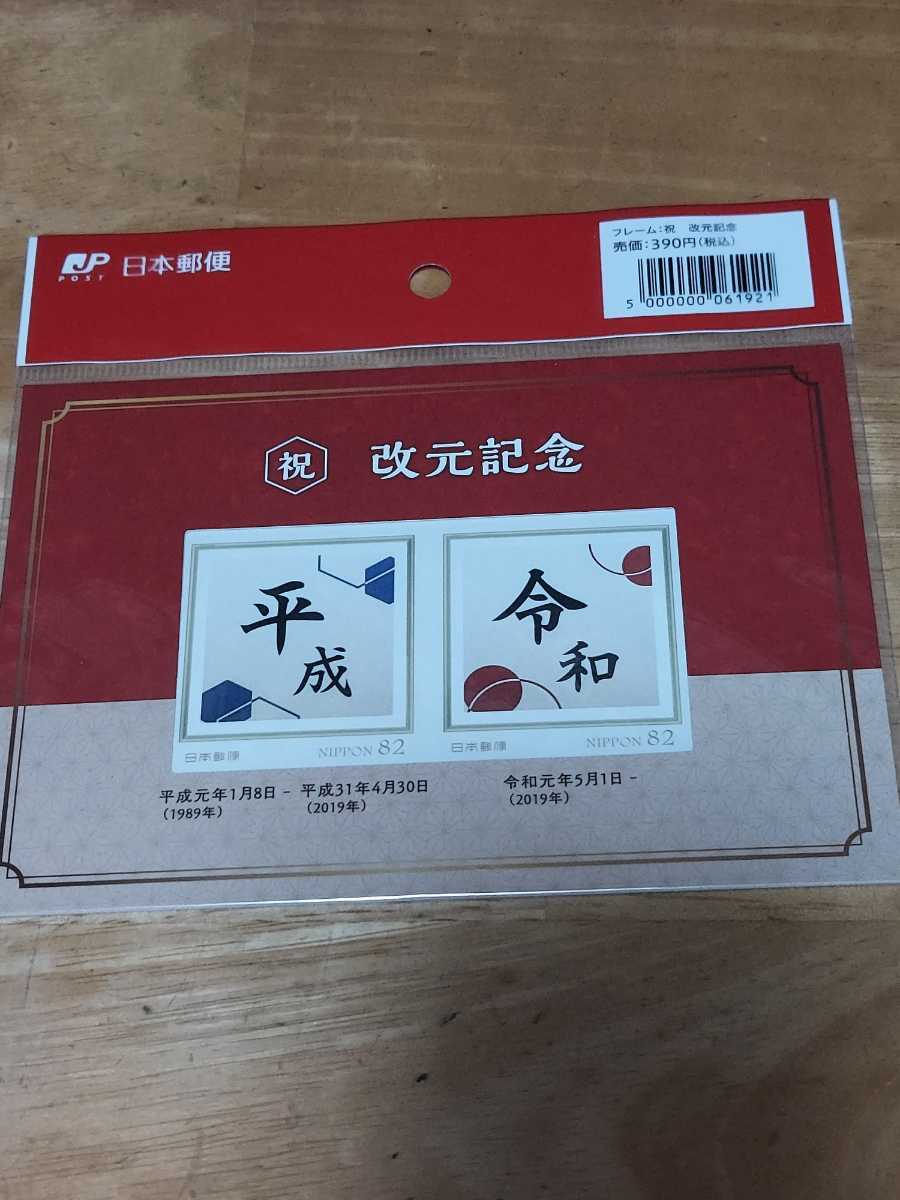 JP
POST
日本郵便
フレーム:祝 改元記念
売価:390円(税込)
5 000000 061921
祝 改元記念
平成
日本郵便 NIPPON 82
令和
日本郵便 NIPPON 82
平成元年1月8日 - 平成31年4月30日
(1989年) (2019年)
令和元年5月1日 -
(2019年)